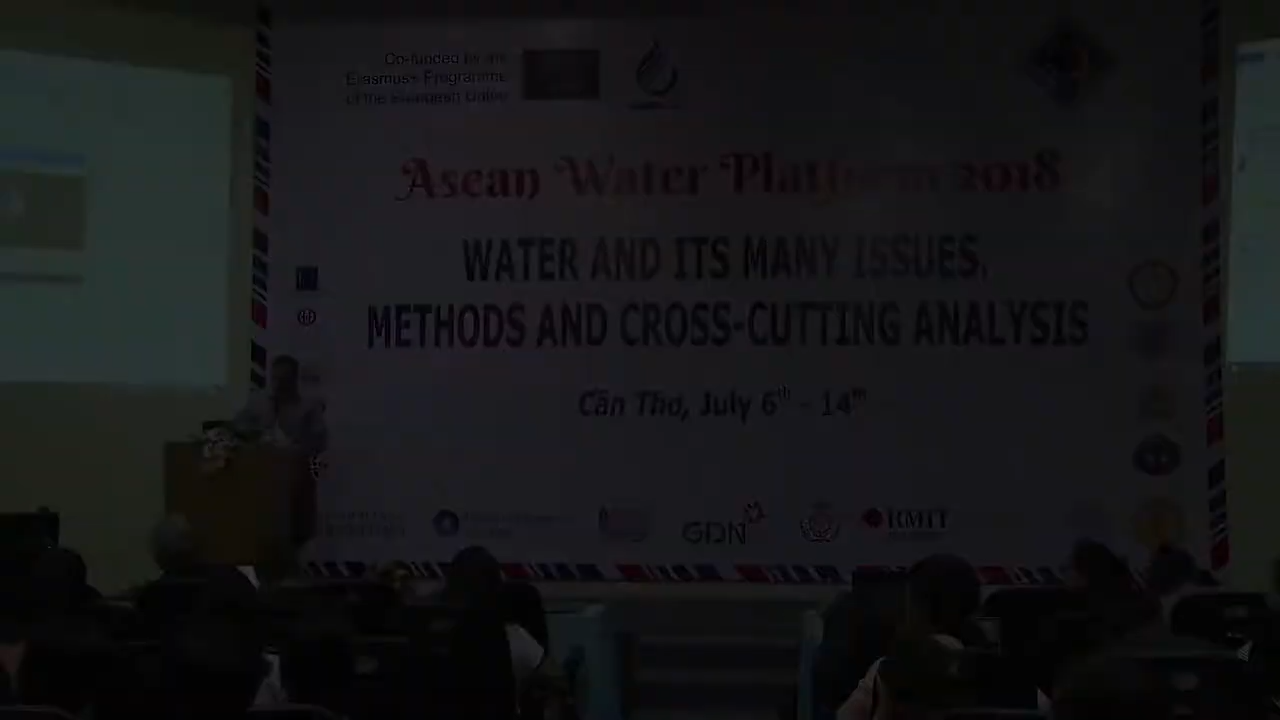 Co-funded by the
Erasmus+ Programme
of the European Union
Asean Water Platform 2018
WATER AND ITS MANY ISSUES.
METHODS AND CROSS-CUTTING ANALYSIS
Cần Thơ, July 6th - 14th
GDN
RMIT